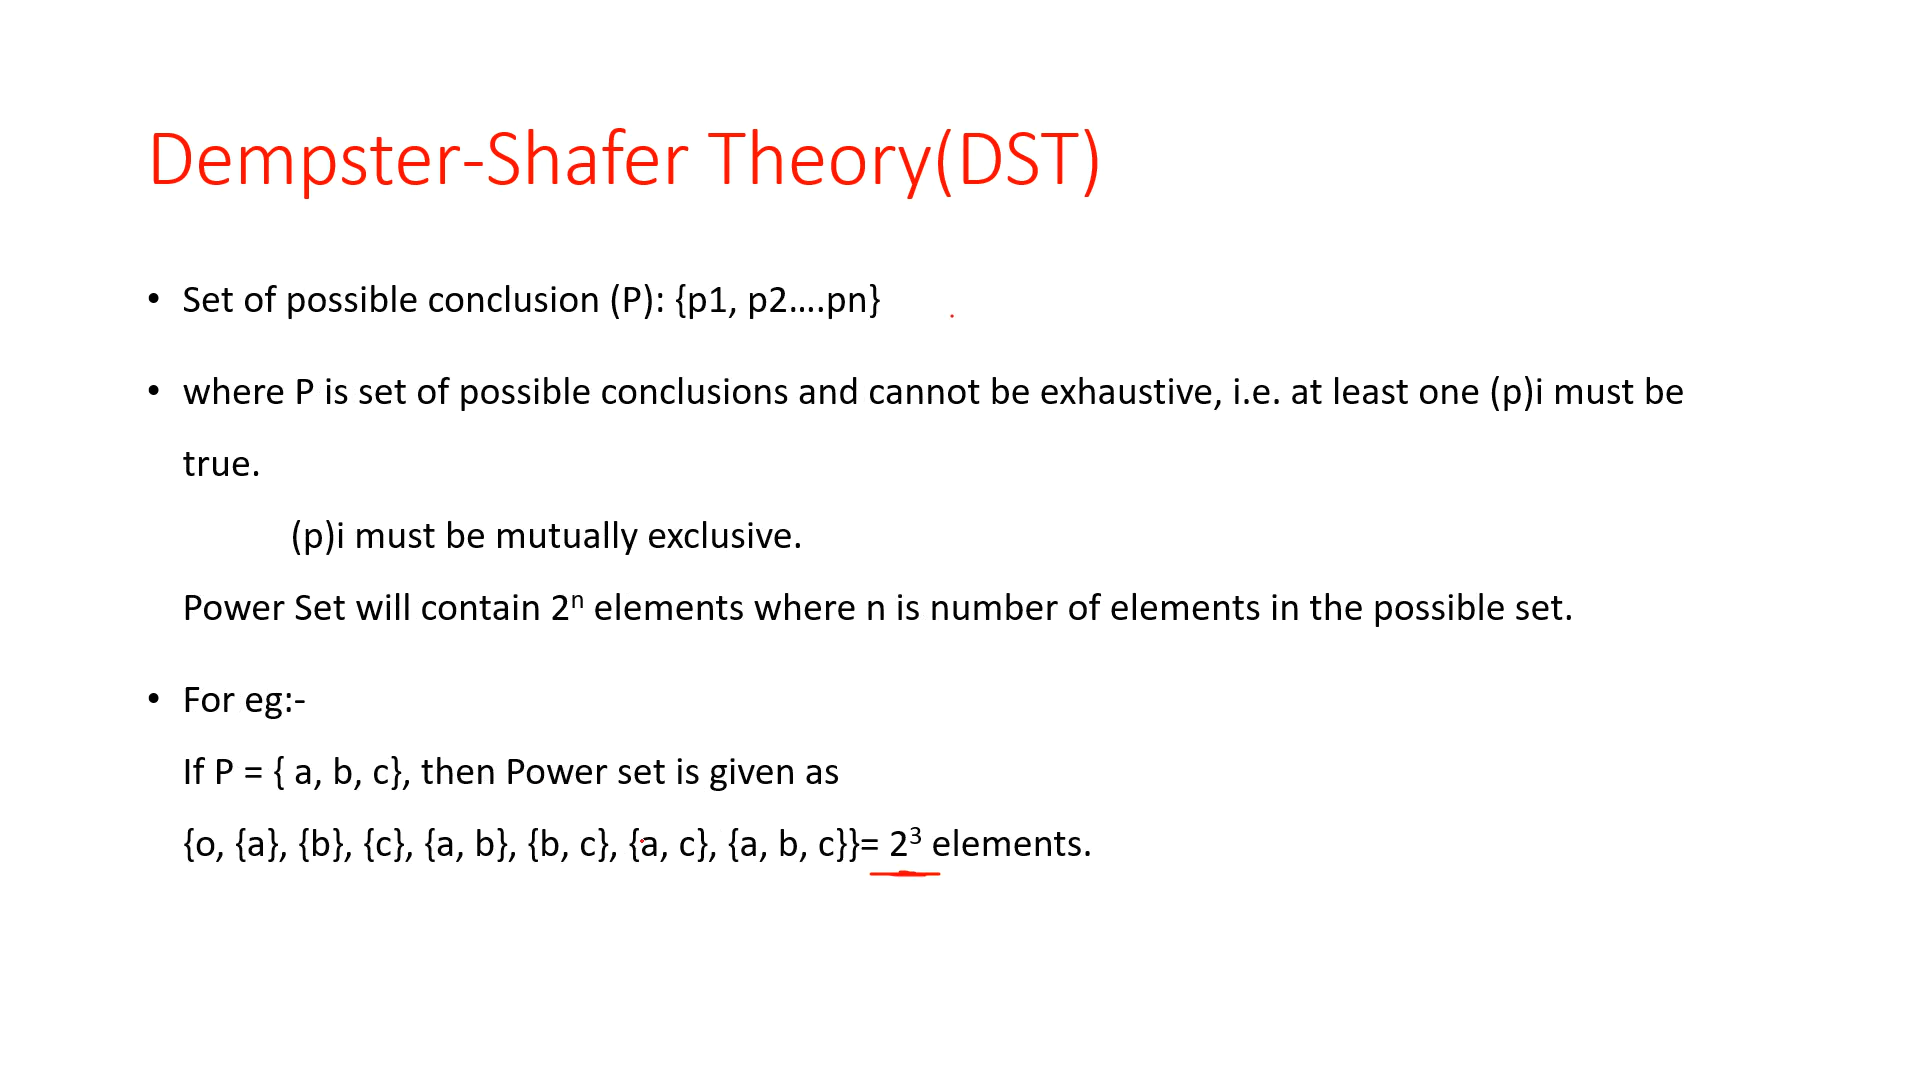 Dempster-Shafer Theory(DST)
• Set of possible conclusion (P): {p1, p2….pn}
• where P is set of possible conclusions and cannot be exhaustive, i.e. at least one (p)i must be
true.
(p)i must be mutually exclusive.
Power Set will contain 2ⁿ elements where n is number of elements in the possible set.
• For eg:-
If P = { a, b, c}, then Power set is given as
{o, {a}, {b}, {c}, {a, b}, {b, c}, {a, c}, {a, b, c}}= 2³ elements.